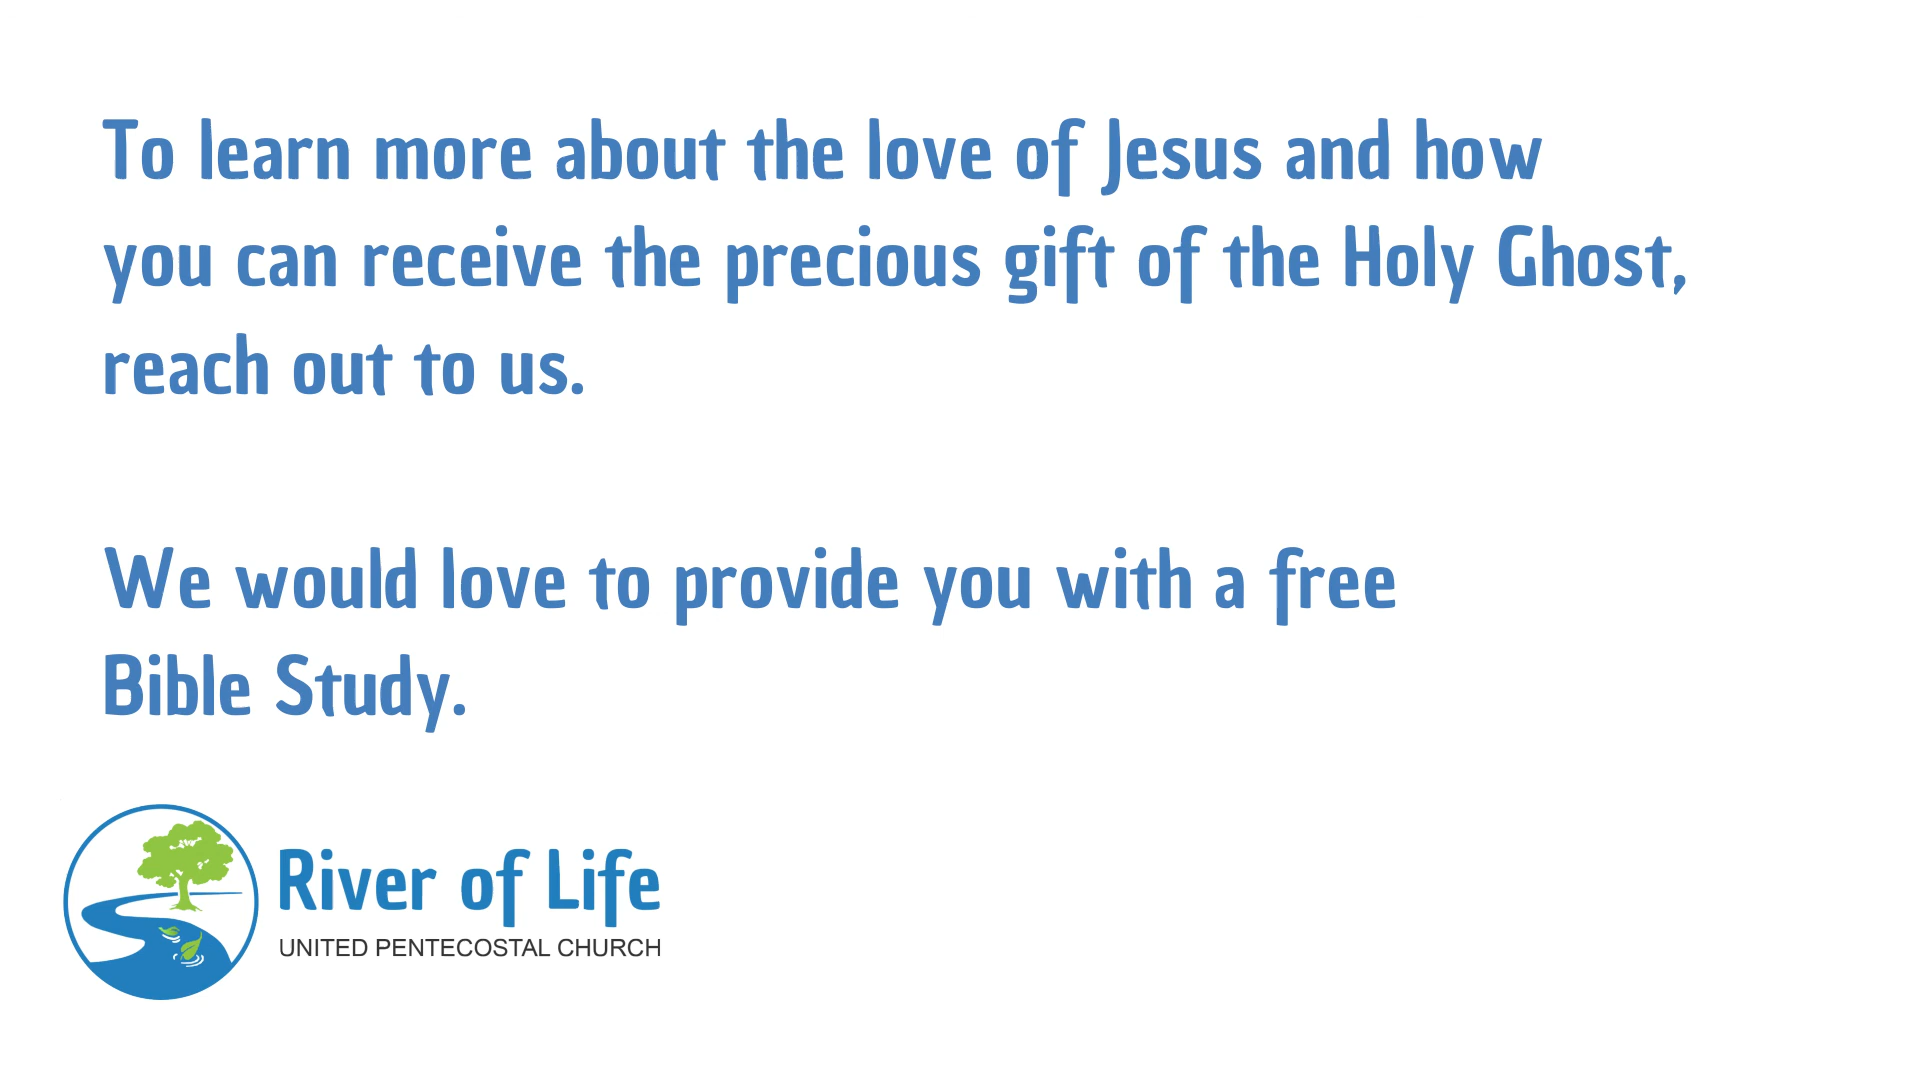 To learn more about the love of Jesus and how
you can receive the precious gift of the Holy Ghost,
reach out to us.
We would love to provide you with a free
Bible Study.
River of Life
UNITED PENTECOSTAL CHURCH